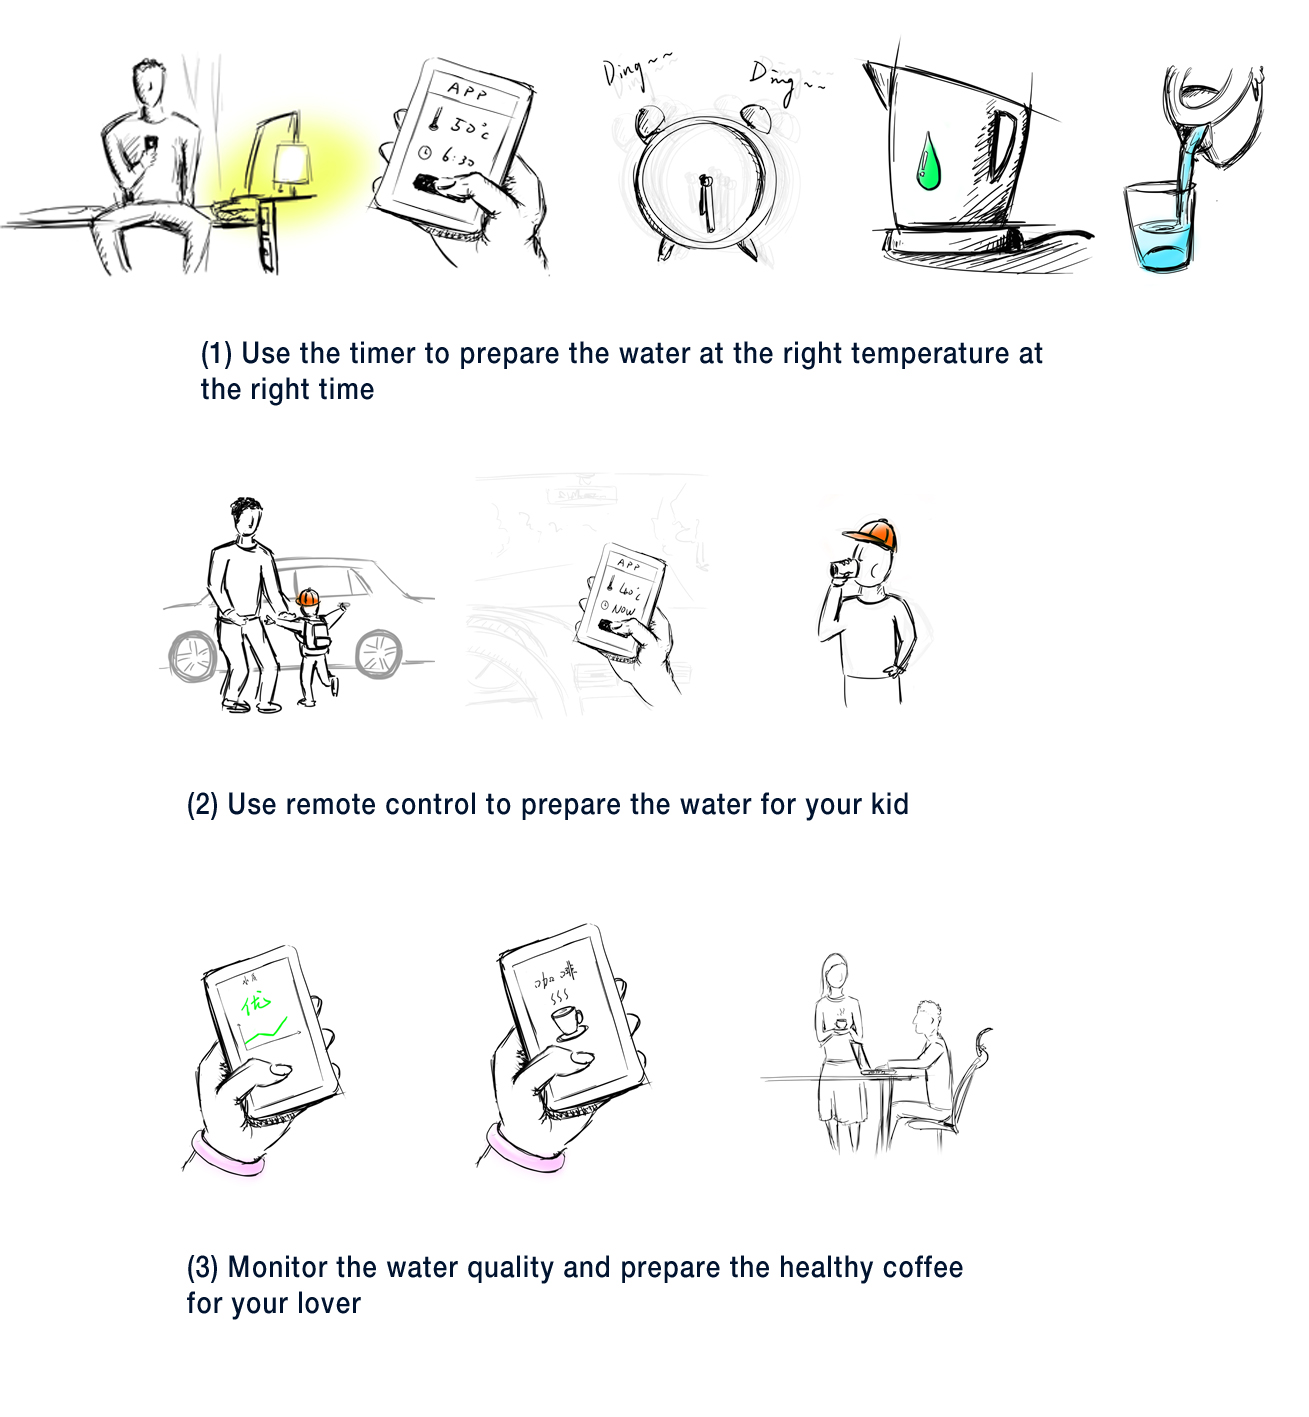 Ding~~
Ding~~
APP
50°c
6:30
(1) Use the timer to prepare the water at the right temperature at
the right time
APP
40°c
NOW
(2) Use remote control to prepare the water for your kid
优
咖啡
(3) Monitor the water quality and prepare the healthy coffee
for your lover